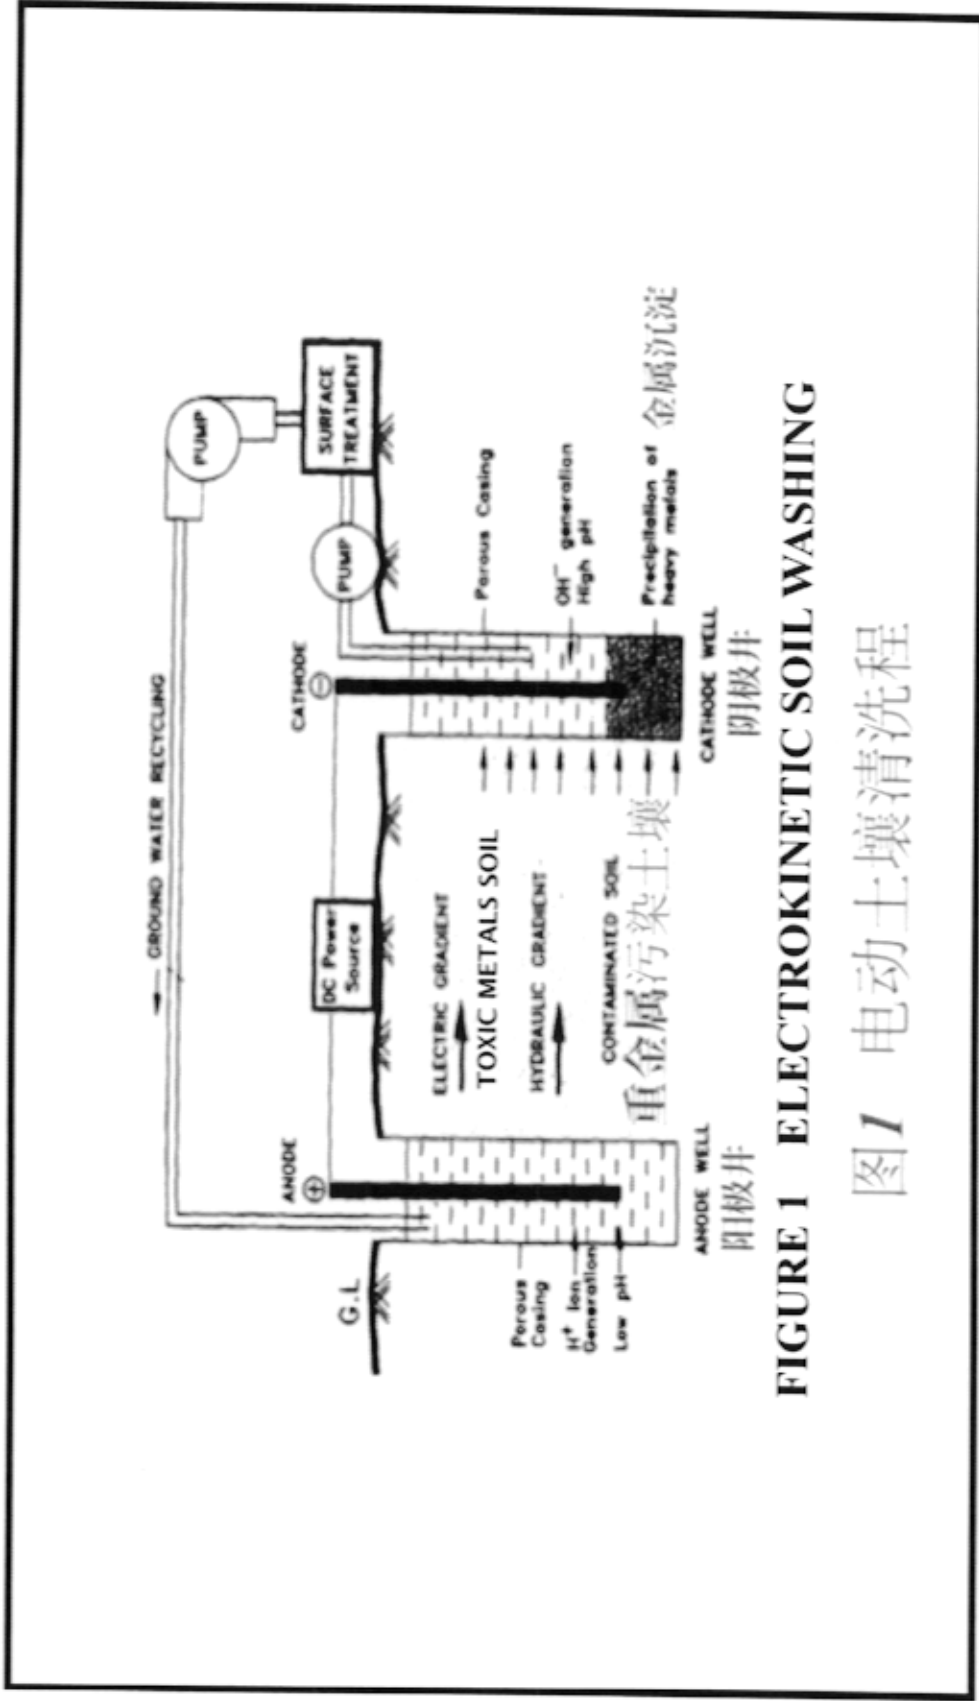 GROUND WATER RECYCLING
PUMP
SURFACE
TREATMENT
PUMP
CATHODE
−
DC Power
Source
ANODE
+
G.L
ELECTRIC GRADIENT
TOXIC METALS SOIL
HYDRAULIC GRADIENT
CONTAMINATED SOIL
重金属污染土壤
Porous
Casing
H⁺ Ion
Generation
Low pH
Porous Casing
OH⁻ generation
High pH
Precipitation of
heavy metals
金属沉淀
ANODE WELL
阳极井
CATHODE WELL
阴极井
FIGURE 1 ELECTROKINETIC SOIL WASHING
图1 电动土壤清洗程